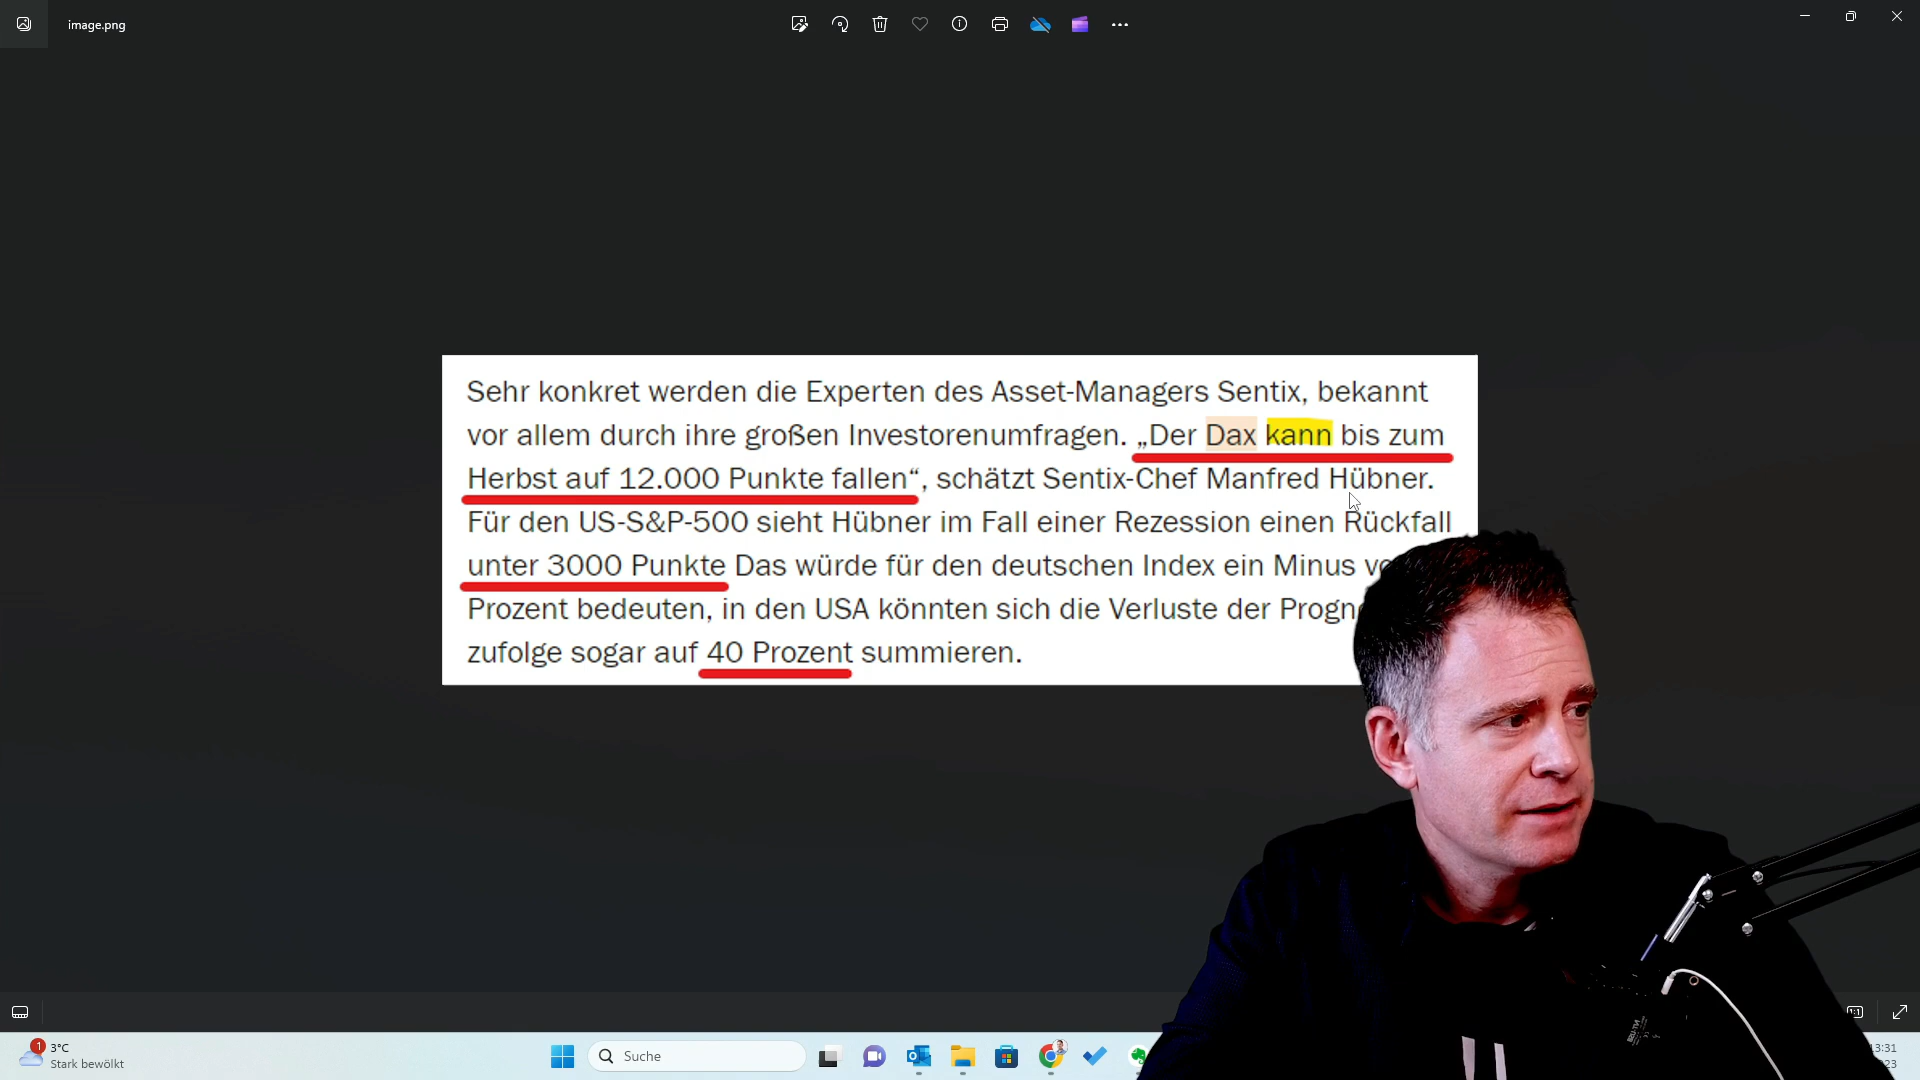 image.png
Sehr konkret werden die Experten des Asset-Managers Sentix, bekannt
vor allem durch ihre großen Investorenumfragen. „Der Dax kann bis zum
Herbst auf 12.000 Punkte fallen“, schätzt Sentix-Chef Manfred Hübner.
Für den US-S&P-500 sieht Hübner im Fall einer Rezession einen Rückfall
unter 3000 Punkte Das würde für den deutschen Index ein Minus
Prozent bedeuten, in den USA könnten sich die Verluste der
zufolge sogar auf 40 Prozent summieren.
1
3°C
Stark bewölkt
Suche